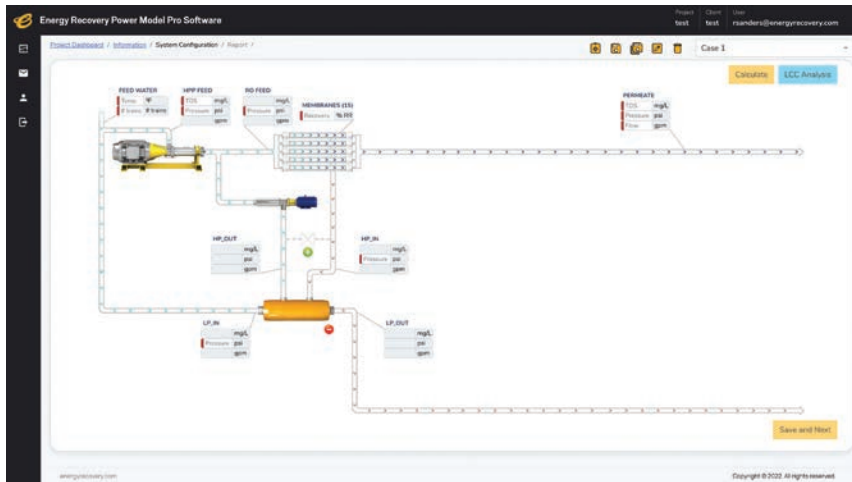 Energy Recovery Power Model Pro Software
Project Client User
test test rsanders@energyrecovery.com
Project Dashboard / Information / System Configuration / Report /
Case 1
Calculate LCC Analysis
FEED WATER
Temp °F
# trains # trains
HPP FEED
TDS mg/L
Pressure psi
gpm
RO FEED
mg/L
Pressure psi
gpm
MEMBRANES (15)
Recovery % RR
PERMEATE
TDS mg/L
Pressure psi
Flow gpm
HP_OUT
mg/L
psi
gpm
HP_IN
mg/L
Pressure psi
gpm
LP_IN
mg/L
Pressure psi
gpm
LP_OUT
mg/L
psi
gpm
Save and Next
energyrecovery.com
Copyright © 2022. All rights reserved.